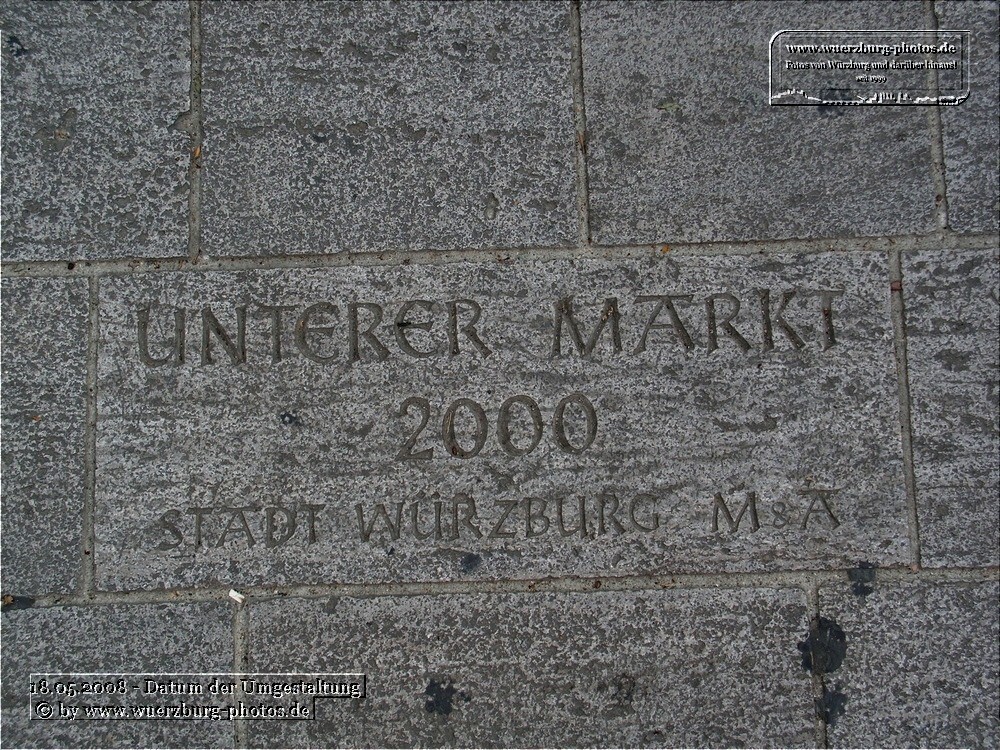 www.wuerzburg-photos.de
Fotos von Würzburg und darüber hinaus!
seit 1999
UNTERER MARKT
2000
STADT WÜRZBURG M&A
18.05.2008 - Datum der Umgestaltung
© by www.wuerzburg-photos.de